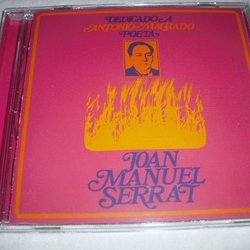 DEDICADO A
ANTONIO MACHADO
POETA
JOAN
MANUEL
SERRAT